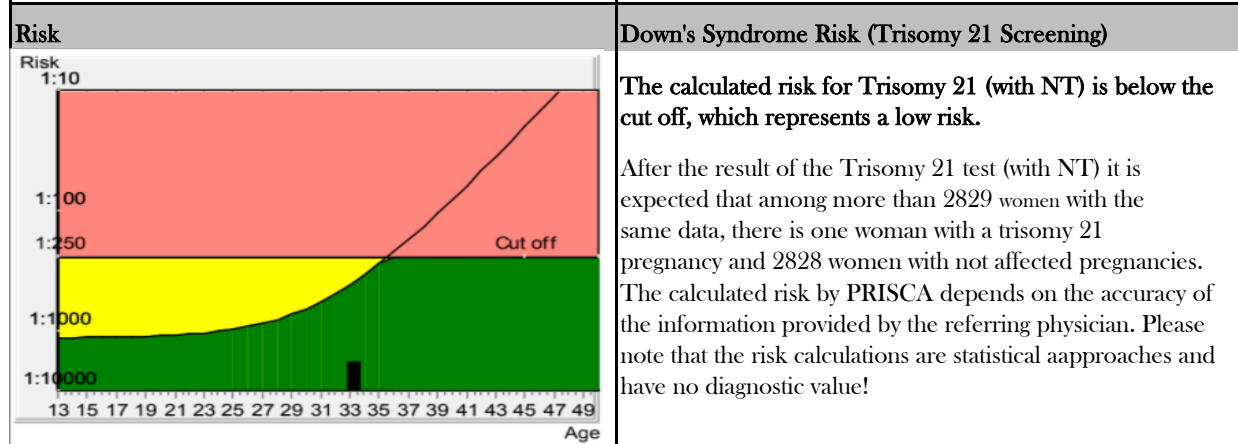 Risk
Risk
1:10
1:100
1:250
Cut off
1:1000
1:10000
13 15 17 19 21 23 25 27 29 31 33 35 37 39 41 43 45 47 49
Age
Down's Syndrome Risk (Trisomy 21 Screening)
The calculated risk for Trisomy 21 (with NT) is below the
cut off, which represents a low risk.
After the result of the Trisomy 21 test (with NT) it is
expected that among more than 2829 women with the
same data, there is one woman with a trisomy 21
pregnancy and 2828 women with not affected pregnancies.
The calculated risk by PRISCA depends on the accuracy of
the information provided by the referring physician. Please
note that the risk calculations are statistical aapproaches and
have no diagnostic value!